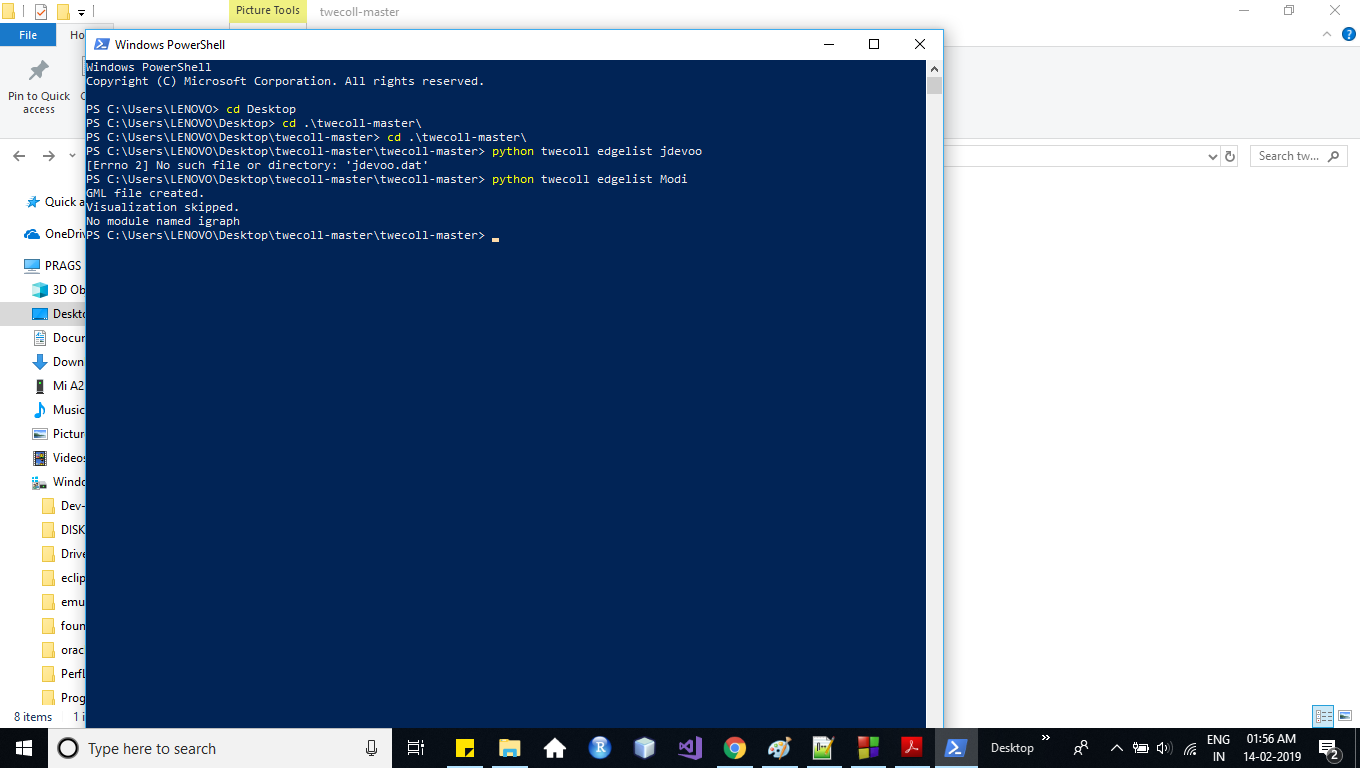 Picture Tools
twecoll-master
File
Ho
Windows PowerShell
Pin to Quick
access
Windows PowerShell
Copyright (C) Microsoft Corporation. All rights reserved.
PS C:\Users\LENOVO> cd Desktop
PS C:\Users\LENOVO\Desktop> cd .\twecoll-master\
PS C:\Users\LENOVO\Desktop\twecoll-master> cd .\twecoll-master\
PS C:\Users\LENOVO\Desktop\twecoll-master\twecoll-master> python twecoll edgelist jdevoo
[Errno 2] No such file or directory: 'jdevoo.dat'
PS C:\Users\LENOVO\Desktop\twecoll-master\twecoll-master> python twecoll edgelist Modi
GML file created.
Visualization skipped.
No module named igraph
PS C:\Users\LENOVO\Desktop\twecoll-master\twecoll-master>
Search tw...
Quick a
OneDriv
PRAGS
3D Ob
Deskto
Docum
Down
Mi A2
Music
Pictur
Videos
Windo
Dev-
DISK
Drive
eclip
emu
foun
orac
Perfl
Prog
8 items
1 i
Type here to search
Desktop
ENG
IN
01:56 AM
14-02-2019
2